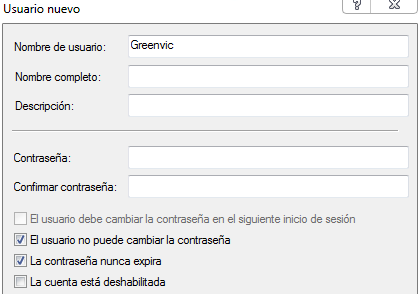 Usuario nuevo
?
Nombre de usuario: Greenvic
Nombre completo:
Descripción:
Contraseña:
Confirmar contraseña:
El usuario debe cambiar la contraseña en el siguiente inicio de sesión
El usuario no puede cambiar la contraseña
La contraseña nunca expira
La cuenta está deshabilitada